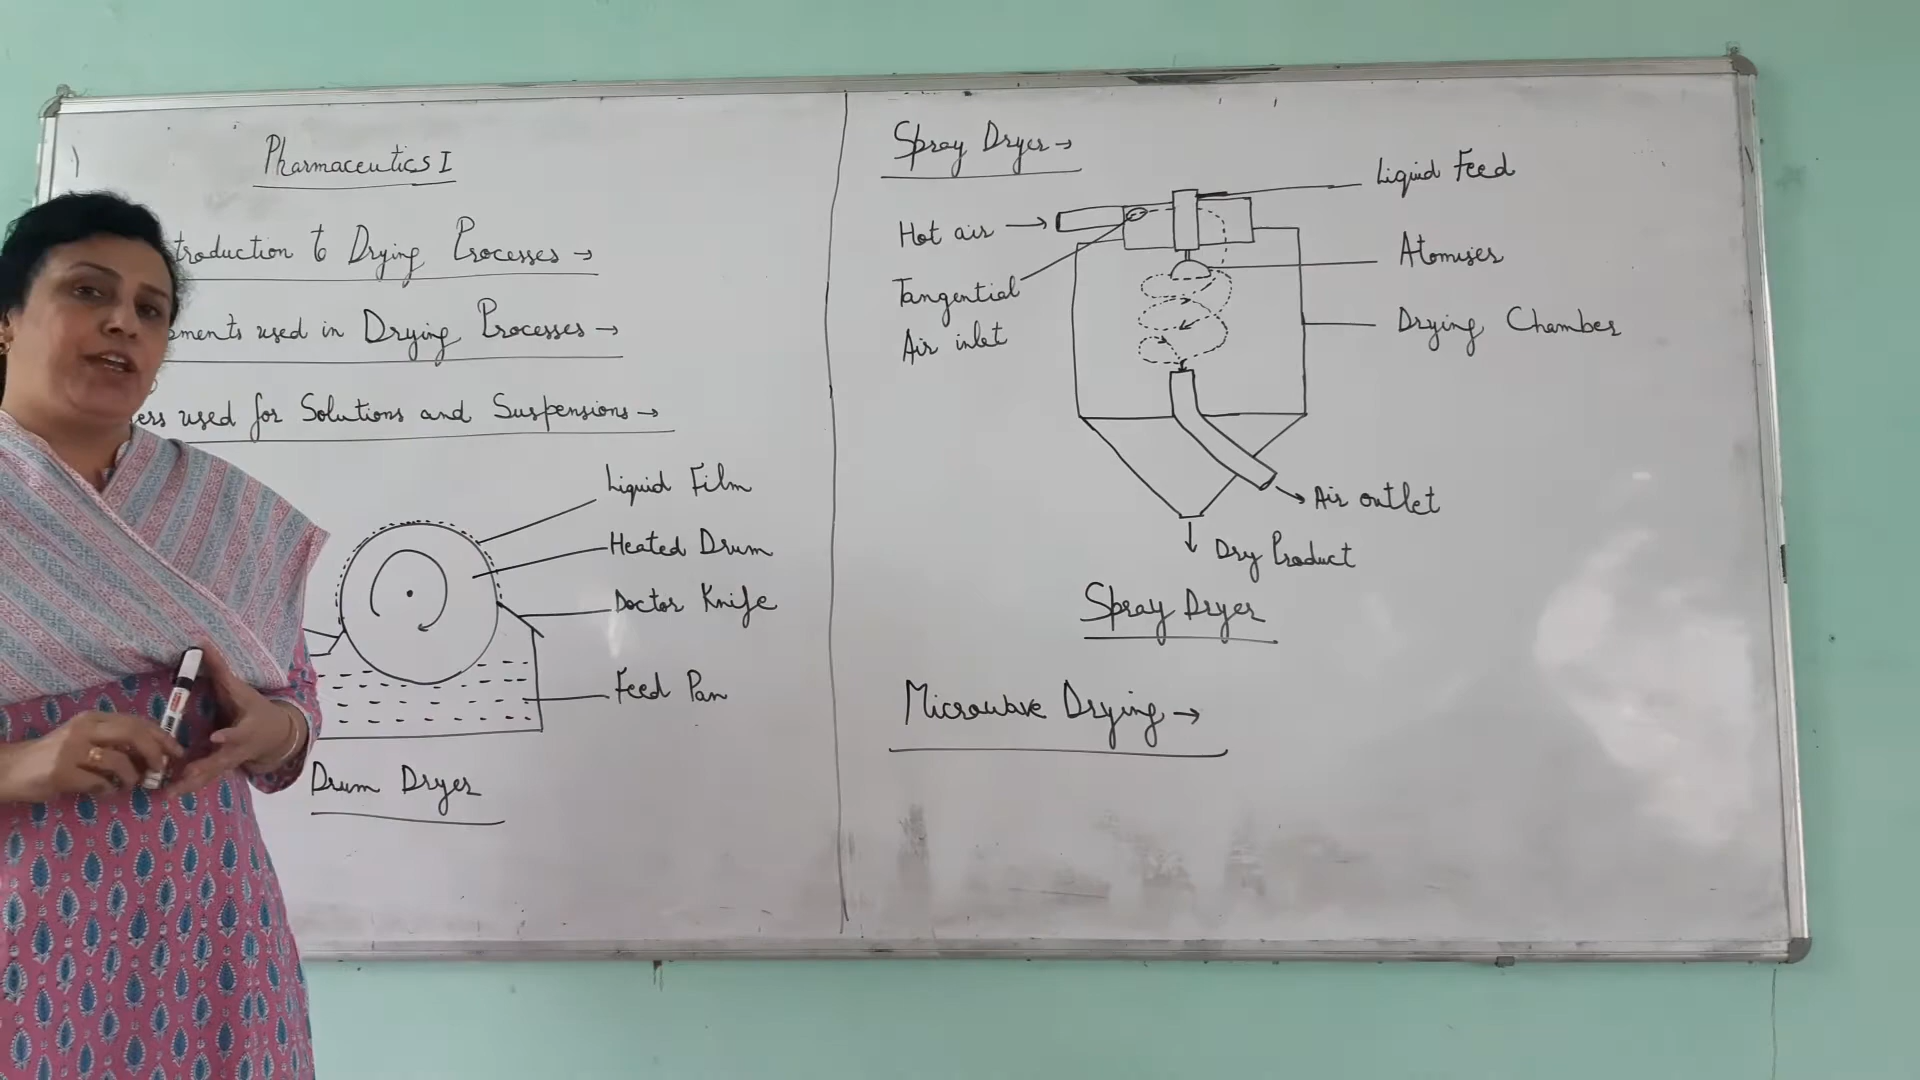 Pharmaceutics I
troduction to Drying Processes →
pments used in Drying Processes →
ers used for Solutions and Suspensions →
Liquid Film
Heated Drum
Doctor Knife
Feed Pan
Drum Dryer
Spray Dryer →
Liquid Feed
Hot air →
Atomiser
Tangential
Air inlet
Drying Chamber
Air outlet
Dry Product
Spray Dryer
Microwave Drying →